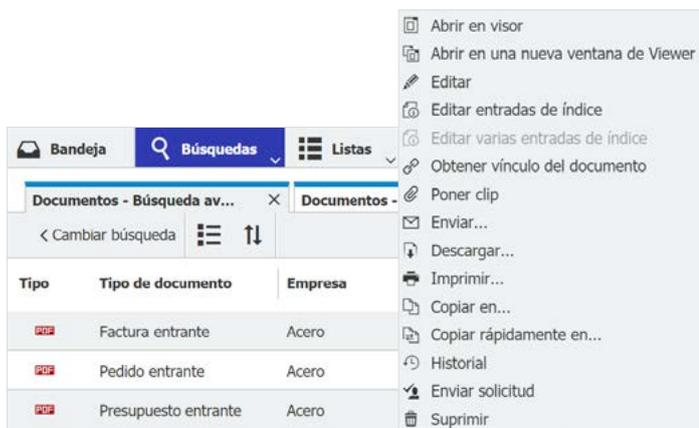 Abrir en visor
Abrir en una nueva ventana de Viewer
Editar
Editar entradas de índice
Editar varias entradas de índice
Obtener vínculo del documento
Poner clip
Enviar...
Descargar...
Imprimir...
Copiar en...
Copiar rápidamente en...
Historial
Enviar solicitud
Suprimir
Bandeja Búsquedas Listas
Documentos - Búsqueda av... Documentos -
Cambiar búsqueda
Tipo Tipo de documento Empresa
PDF Factura entrante Acero
PDF Pedido entrante Acero
PDF Presupuesto entrante Acero